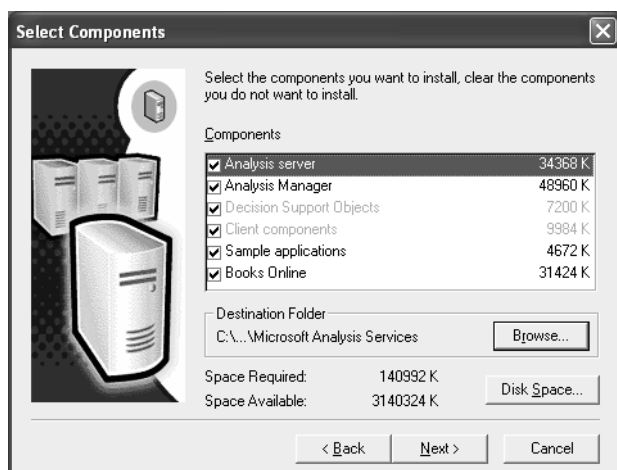 Select Components
Select the components you want to install, clear the components
you do not want to install.
Components
Analysis server 34368 K
Analysis Manager 48960 K
Decision Support Objects 7200 K
Client components 9984 K
Sample applications 4672 K
Books Online 31424 K
Destination Folder
C:\...\Microsoft Analysis Services
Browse...
Space Required: 140992 K
Space Available: 3140324 K
Disk Space...
< Back Next > Cancel